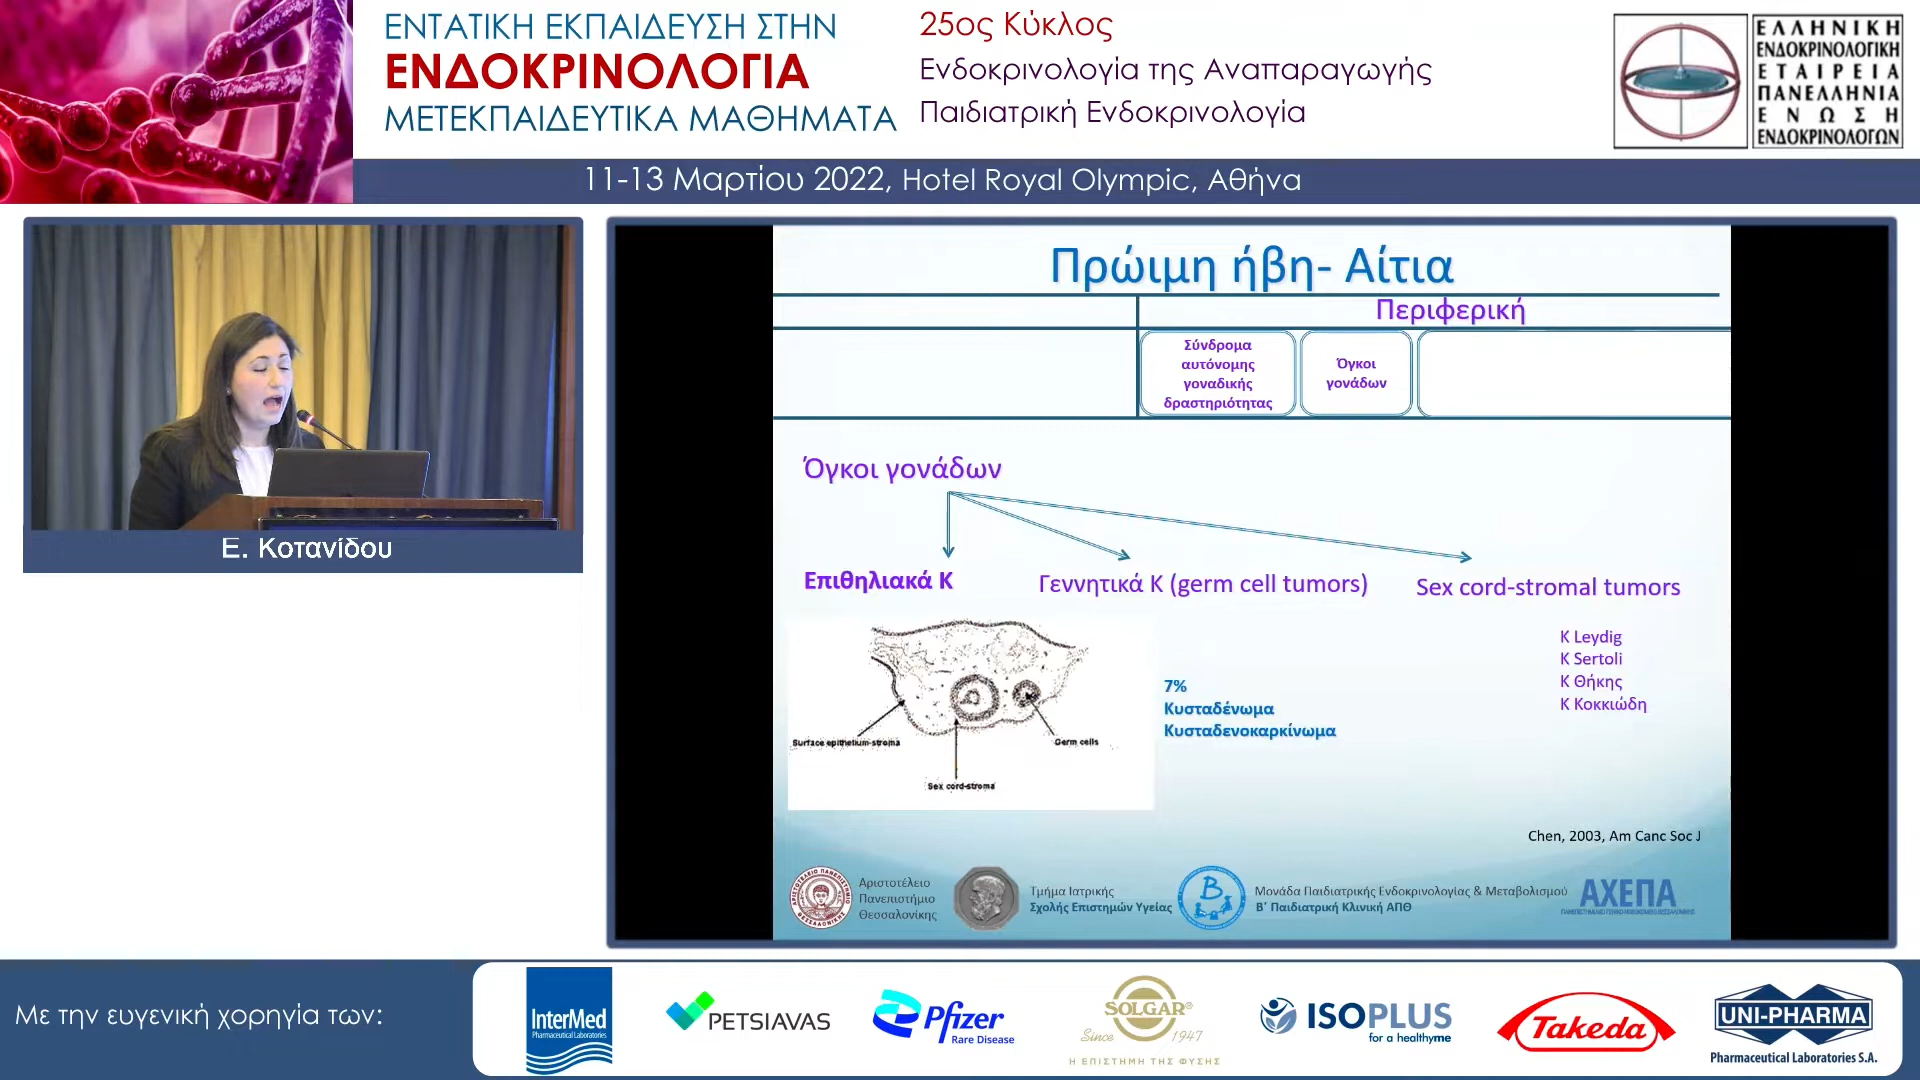 ΕΝΤΑΤΙΚΗ ΕΚΠΑΙΔΕΥΣΗ ΣΤΗΝ
ΕΝΔΟΚΡΙΝΟΛΟΓΙΑ
ΜΕΤΕΚΠΑΙΔΕΥΤΙΚΑ ΜΑΘΗΜΑΤΑ
25ος Κύκλος
Ενδοκρινολογία της Αναπαραγωγής
Παιδιατρική Ενδοκρινολογία
ΕΛΛΗΝΙΚΗ
ΕΝΔΟΚΡΙΝΟΛΟΓΙΚΗ
ΕΤΑΙΡΕΙΑ
ΠΑΝΕΛΛΗΝΙΑ
ΕΝΩΣΗ
ΕΝΔΟΚΡΙΝΟΛΟΓΩΝ
11-13 Μαρτίου 2022, Hotel Royal Olympic, Αθήνα
Ε. Κοτανίδου
Πρώιμη ήβη- Αίτια
Περιφερική
Σύνδρομα
αυτόνομης
γοναδικής
δραστηριότητας
Όγκοι
γονάδων
Όγκοι γονάδων
Επιθηλιακά Κ
Γεννητικά Κ (germ cell tumors)
Sex cord-stromal tumors
Κ Leydig
Κ Sertoli
Κ Θήκης
Κ Κοκκιώδη
7%
Κυσταδένωμα
Κυσταδενοκαρκίνωμα
Surface epithelium-stroma
Germ cells
Sex cord-stroma
Chen, 2003, Am Canc Soc J
Αριστοτέλειο
Πανεπιστήμιο
Θεσσαλονίκης
Τμήμα Ιατρικής
Σχολής Επιστημών Υγείας
Μονάδα Παιδιατρικής Ενδοκρινολογίας & Μεταβολισμού
Β΄ Παιδιατρική Κλινική ΑΠΘ
ΑΧΕΠΑ
Με την ευγενική χορηγία των:
InterMed
Pharmaceutical Laboratories
PETSIAVAS
Pfizer
Rare Disease
SOLGAR®
Since 1947
Η ΕΠΙΣΤΗΜΗ ΤΗΣ ΦΥΣΗΣ
ISOPLUS
for a healthyme
Takeda
UNI-PHARMA
Pharmaceutical Laboratories S.A.